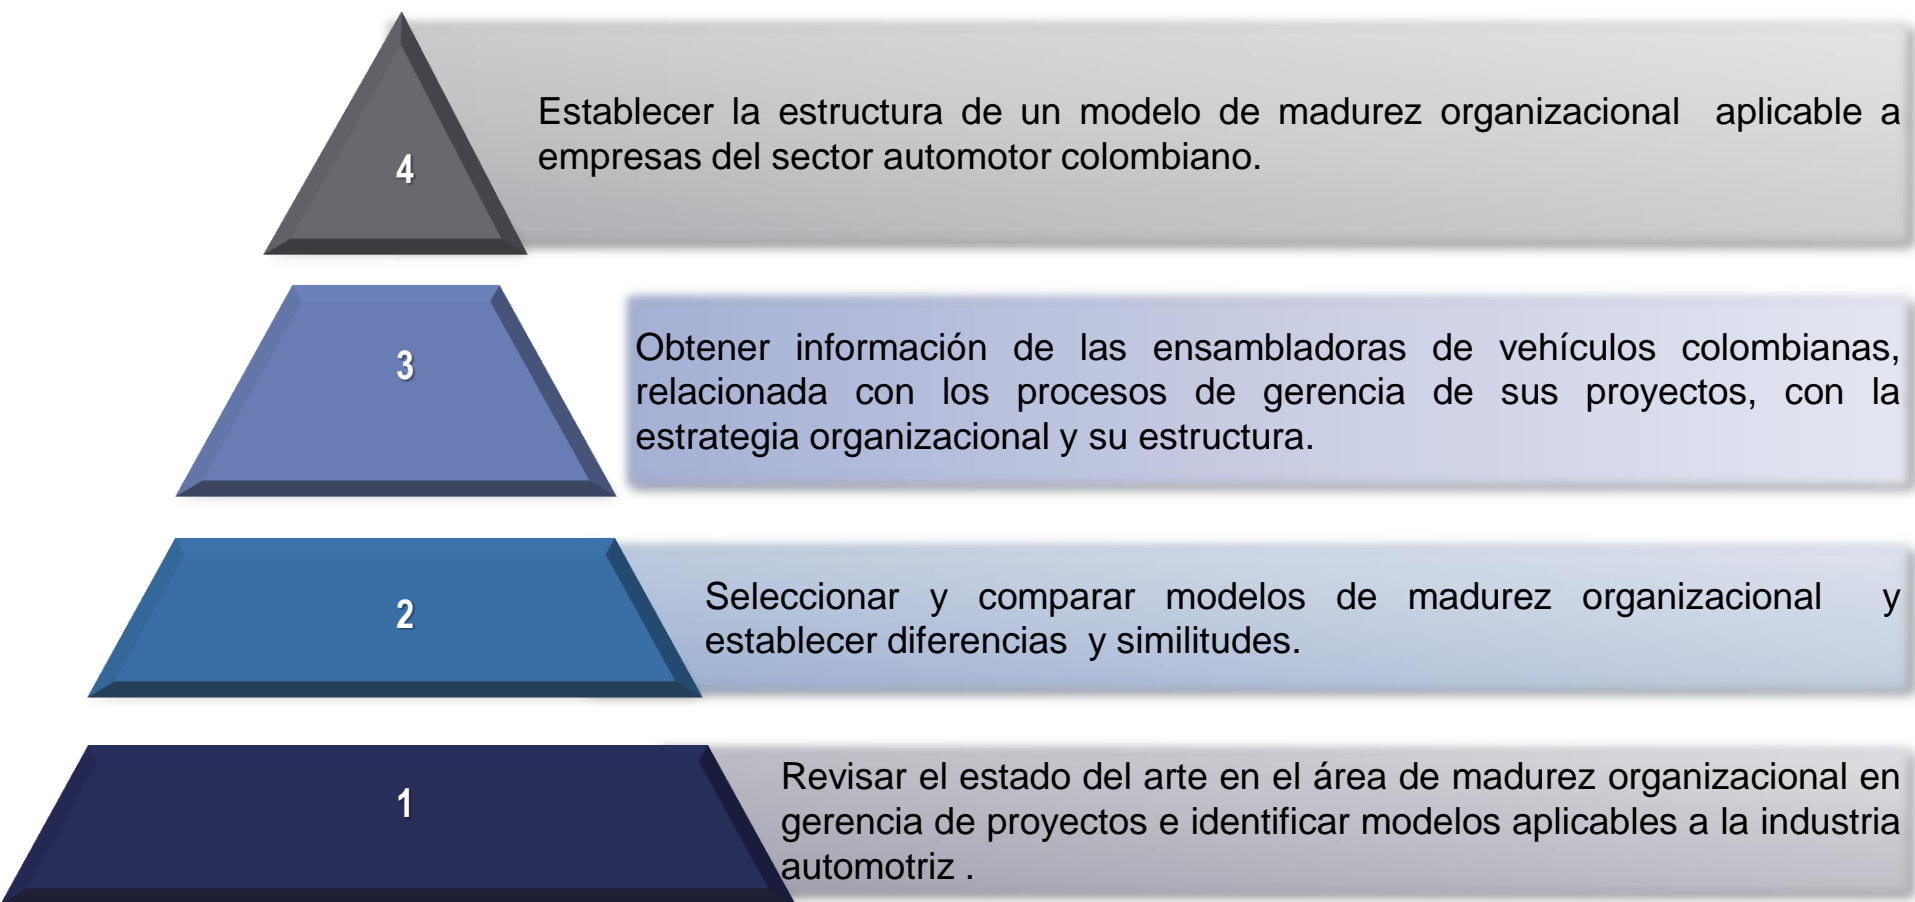 4
Establecer la estructura de un modelo de madurez organizacional aplicable a
empresas del sector automotor colombiano.
3
Obtener información de las ensambladoras de vehículos colombianas,
relacionada con los procesos de gerencia de sus proyectos, con la
estrategia organizacional y su estructura.
2
Seleccionar y comparar modelos de madurez organizacional y
establecer diferencias y similitudes.
1
Revisar el estado del arte en el área de madurez organizacional en
gerencia de proyectos e identificar modelos aplicables a la industria
automotriz .